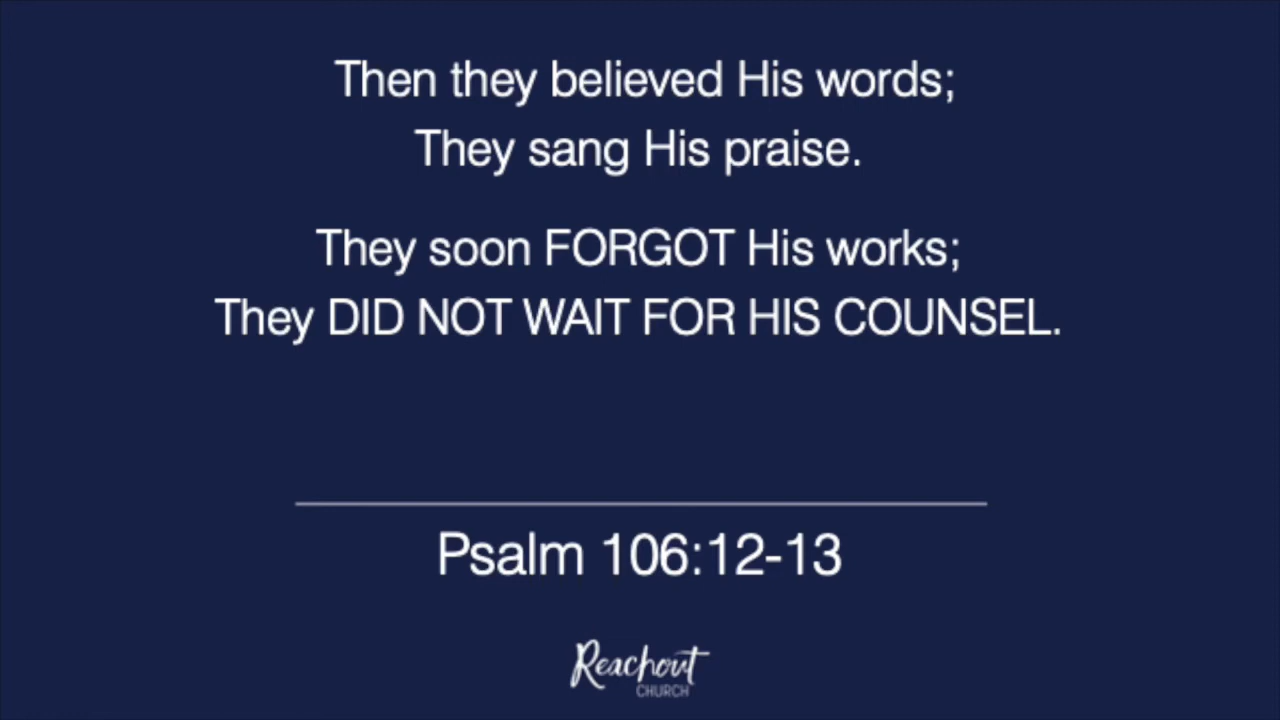 Then they believed His words;
They sang His praise.
They soon FORGOT His works;
They DID NOT WAIT FOR HIS COUNSEL.
Psalm 106:12-13
Reachout
CHURCH